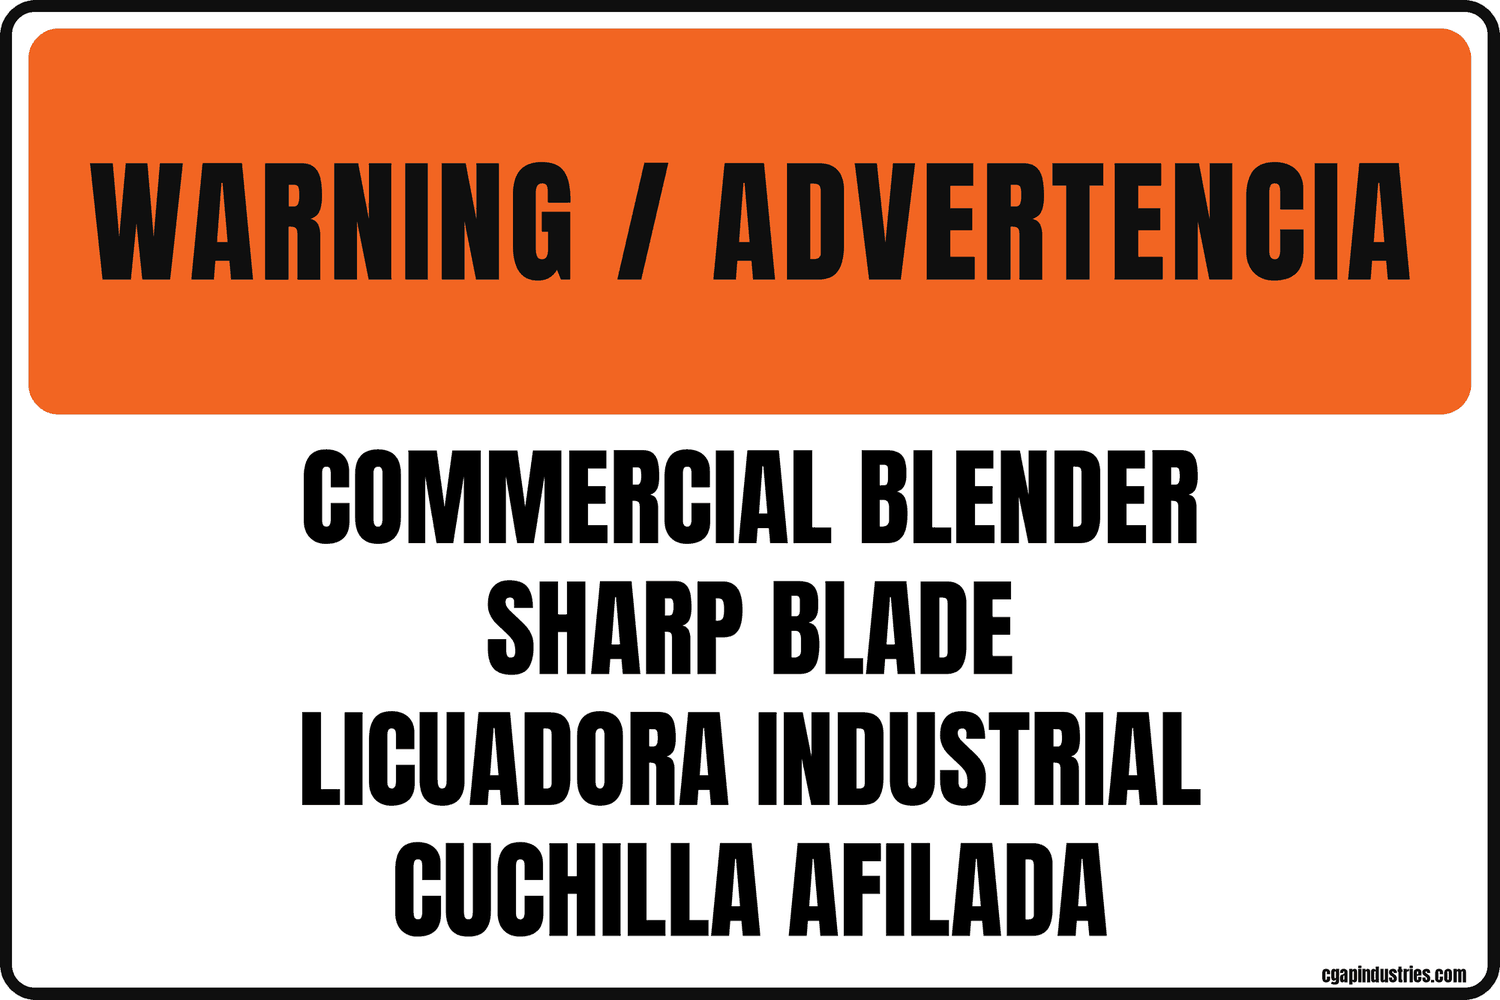 WARNING / ADVERTENCIA
COMMERCIAL BLENDER
SHARP BLADE
LICUADORA INDUSTRIAL
CUCHILLA AFILADA
cgapindustries.com